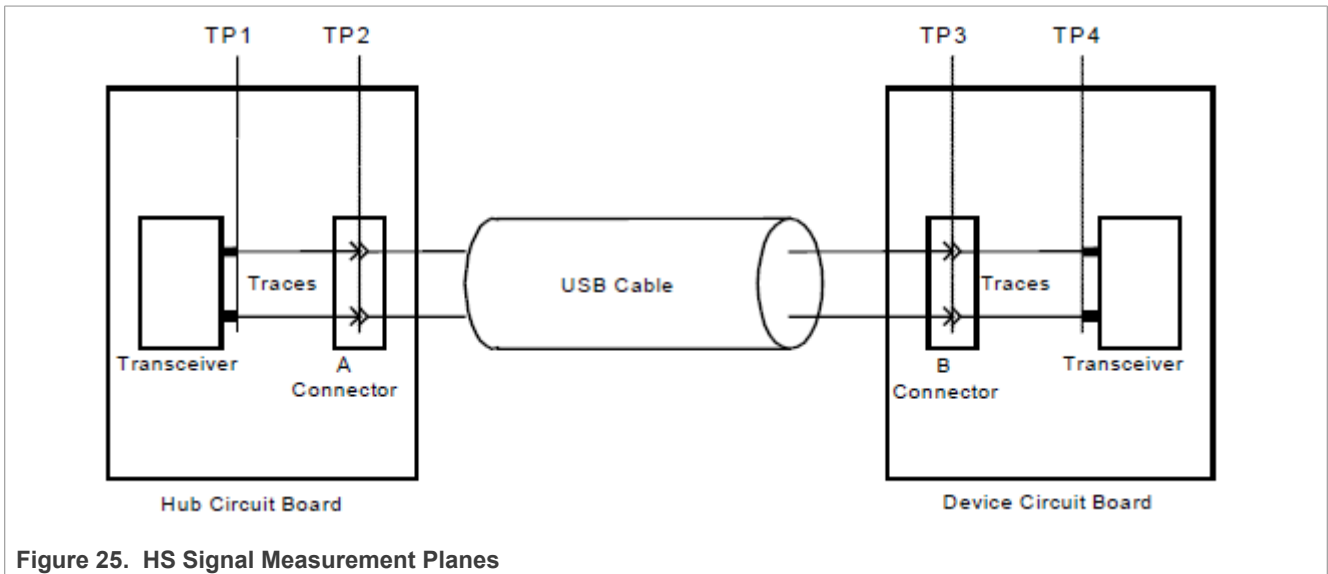 TP1
TP2
TP3
TP4
Traces
USB Cable
Traces
Transceiver
A
Connector
B
Connector
Transceiver
Hub Circuit Board
Device Circuit Board
Figure 25. HS Signal Measurement Planes